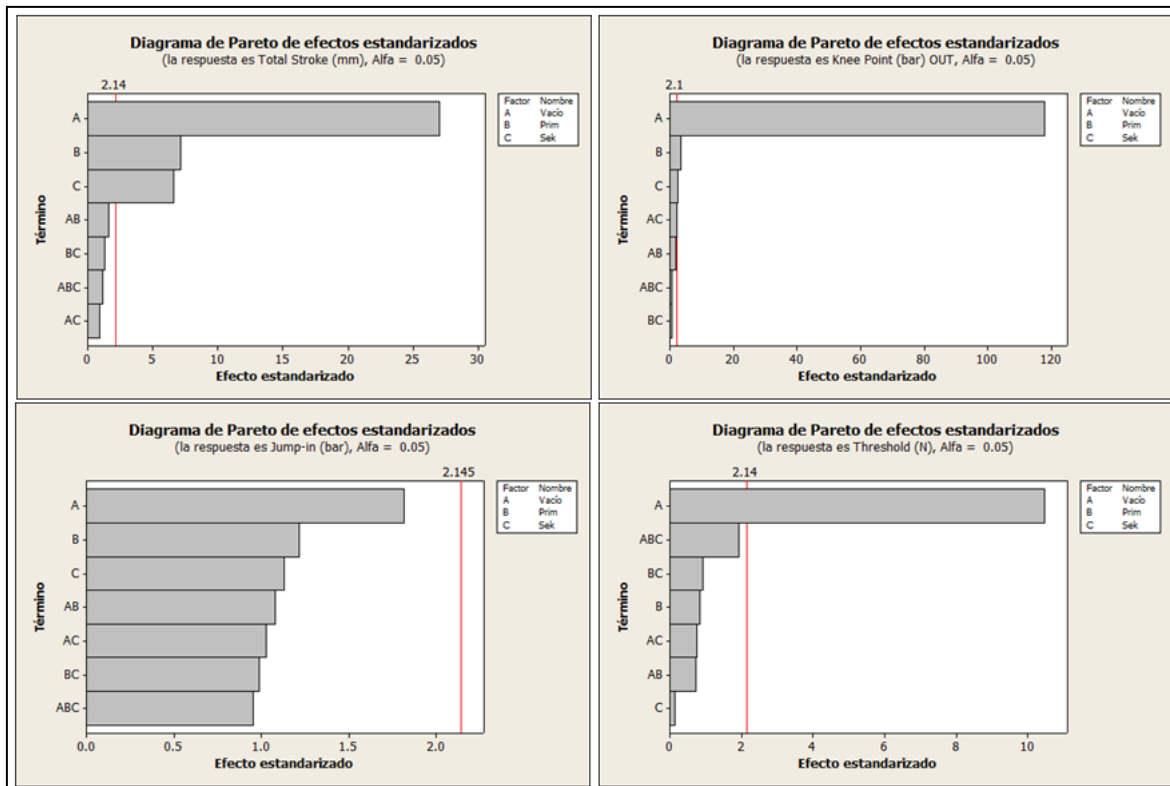 Diagrama de Pareto de efectos estandarizados
(la respuesta es Total Stroke (mm), Alfa = 0.05)
2.14
Factor Nombre
A Vacío
B Prim
C Sek
Término
A
B
C
AB
BC
ABC
AC
0 5 10 15 20 25 30
Efecto estandarizado
Diagrama de Pareto de efectos estandarizados
(la respuesta es Knee Point (bar) OUT, Alfa = 0.05)
2.1
Factor Nombre
A Vacío
B Prim
C Sek
Término
A
B
C
AC
AB
ABC
BC
0 20 40 60 80 100 120
Efecto estandarizado
Diagrama de Pareto de efectos estandarizados
(la respuesta es Jump-in (bar), Alfa = 0.05)
2.145
Factor Nombre
A Vacío
B Prim
C Sek
Término
A
B
C
AB
AC
BC
ABC
0.0 0.5 1.0 1.5 2.0
Efecto estandarizado
Diagrama de Pareto de efectos estandarizados
(la respuesta es Threshold (N), Alfa = 0.05)
2.14
Factor Nombre
A Vacío
B Prim
C Sek
Término
A
ABC
BC
B
AC
AB
C
0 2 4 6 8 10
Efecto estandarizado